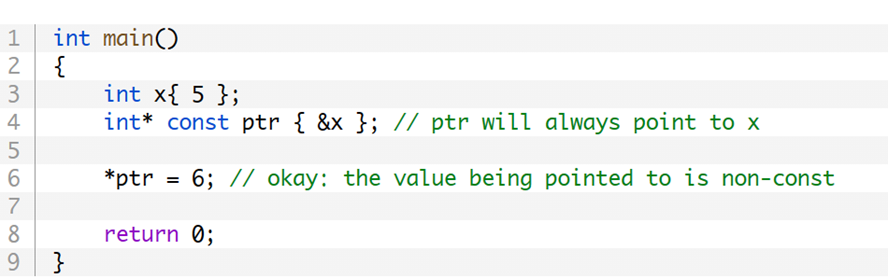 1 int main()
2 {
3     int x{ 5 };
4     int* const ptr { &x }; // ptr will always point to x
5
6     *ptr = 6; // okay: the value being pointed to is non-const
7
8     return 0;
9 }